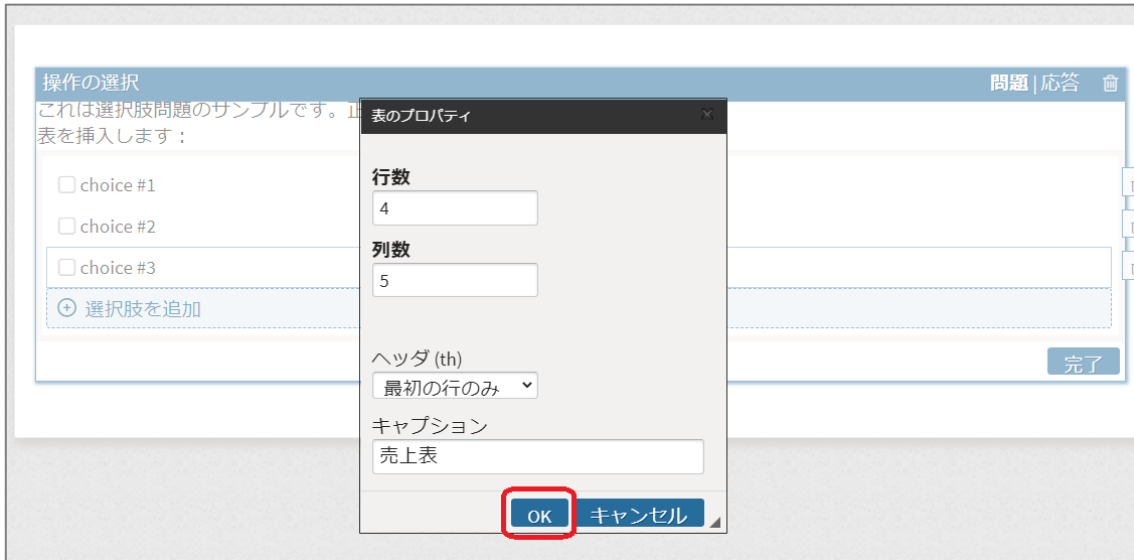 操作の選択
問題 | 応答
これは選択肢問題のサンプルです。
表を挿入します：
choice #1
choice #2
choice #3
選択肢を追加
完了
表のプロパティ
行数
4
列数
5
ヘッダ (th)
最初の行のみ
キャプション
売上表
OK
キャンセル